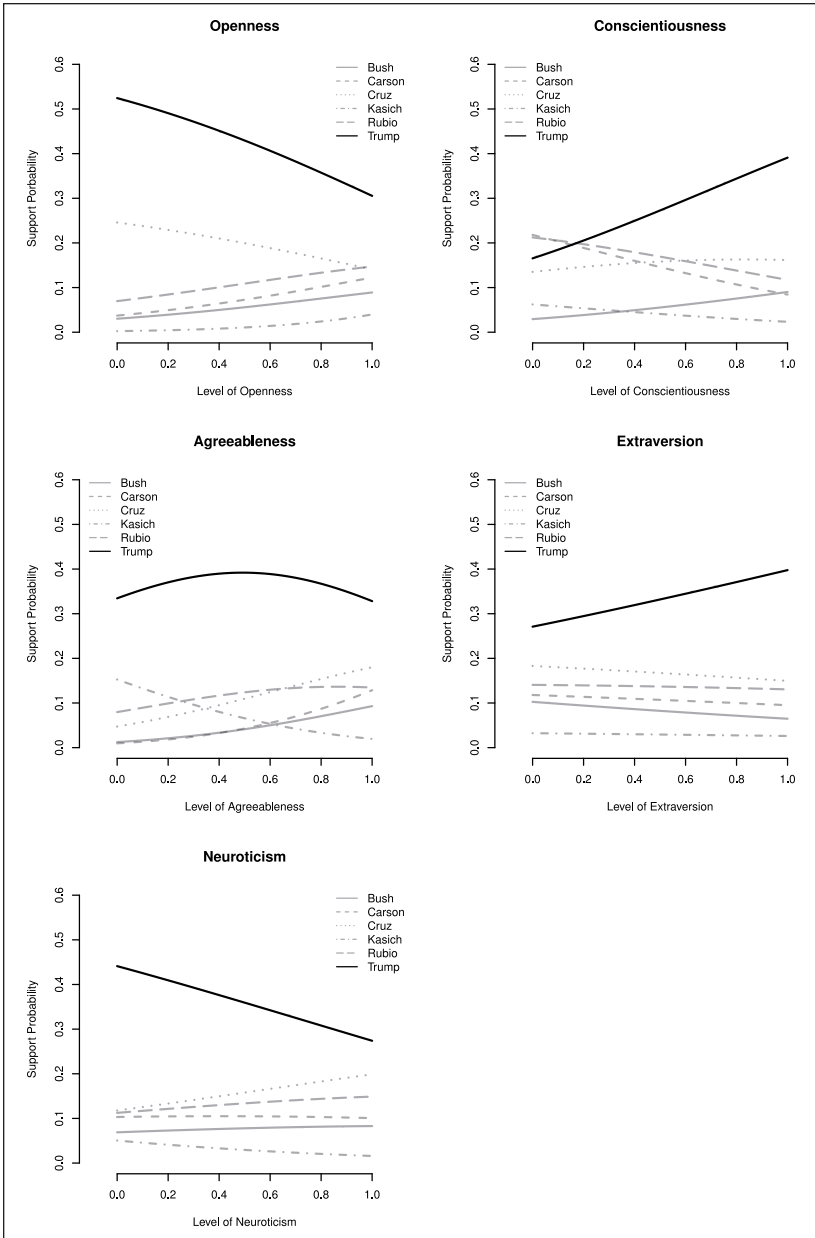 Openness
Support Porbability
0.0 0.1 0.2 0.3 0.4 0.5 0.6
Bush
Carson
Cruz
Kasich
Rubio
Trump
0.0 0.2 0.4 0.6 0.8 1.0
Level of Openness
Conscientiousness
Support Probability
0.0 0.1 0.2 0.3 0.4 0.5 0.6
Bush
Carson
Cruz
Kasich
Rubio
Trump
0.0 0.2 0.4 0.6 0.8 1.0
Level of Conscientiousness
Agreeableness
Support Probability
0.0 0.1 0.2 0.3 0.4 0.5 0.6
Bush
Carson
Cruz
Kasich
Rubio
Trump
0.0 0.2 0.4 0.6 0.8 1.0
Level of Agreeableness
Extraversion
Support Probability
0.0 0.1 0.2 0.3 0.4 0.5 0.6
Bush
Carson
Cruz
Kasich
Rubio
Trump
0.0 0.2 0.4 0.6 0.8 1.0
Level of Extraversion
Neuroticism
Support Probability
0.0 0.1 0.2 0.3 0.4 0.5 0.6
Bush
Carson
Cruz
Kasich
Rubio
Trump
0.0 0.2 0.4 0.6 0.8 1.0
Level of Neuroticism